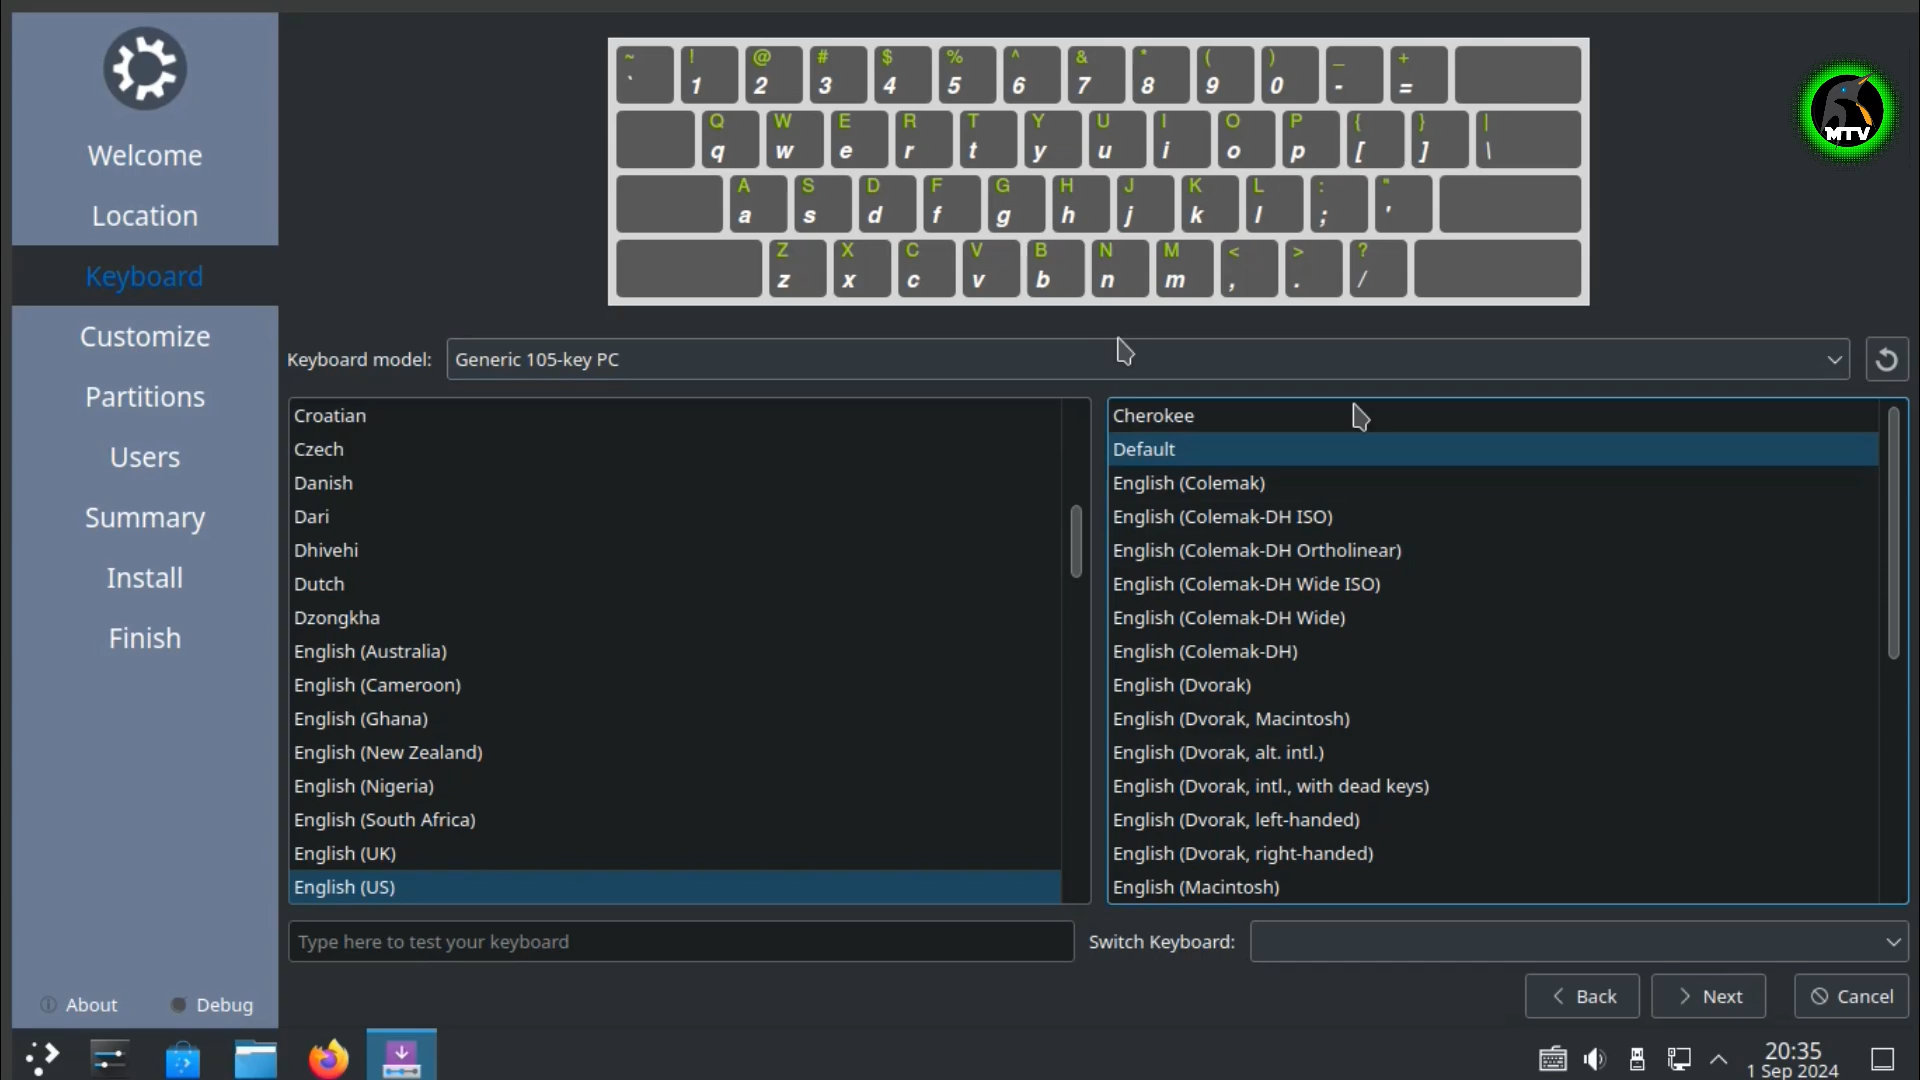 Welcome
Location
Keyboard
Customize
Partitions
Users
Summary
Install
Finish
About
Debug
~ ! @ # $ % ^ & * ( ) _ +
` 1 2 3 4 5 6 7 8 9 0 - =
Q W E R T Y U I O P { } |
q w e r t y u i o p [ ] \
A S D F G H J K L : "
a s d f g h j k l ; '
Z X C V B N M < > ?
z x c v b n m , . /
MTV
Keyboard model:
Generic 105-key PC
Croatian
Czech
Danish
Dari
Dhivehi
Dutch
Dzongkha
English (Australia)
English (Cameroon)
English (Ghana)
English (New Zealand)
English (Nigeria)
English (South Africa)
English (UK)
English (US)
Cherokee
Default
English (Colemak)
English (Colemak-DH ISO)
English (Colemak-DH Ortholinear)
English (Colemak-DH Wide ISO)
English (Colemak-DH Wide)
English (Colemak-DH)
English (Dvorak)
English (Dvorak, Macintosh)
English (Dvorak, alt. intl.)
English (Dvorak, intl., with dead keys)
English (Dvorak, left-handed)
English (Dvorak, right-handed)
English (Macintosh)
Type here to test your keyboard
Switch Keyboard:
Back
Next
Cancel
20:35
1 Sep 2024